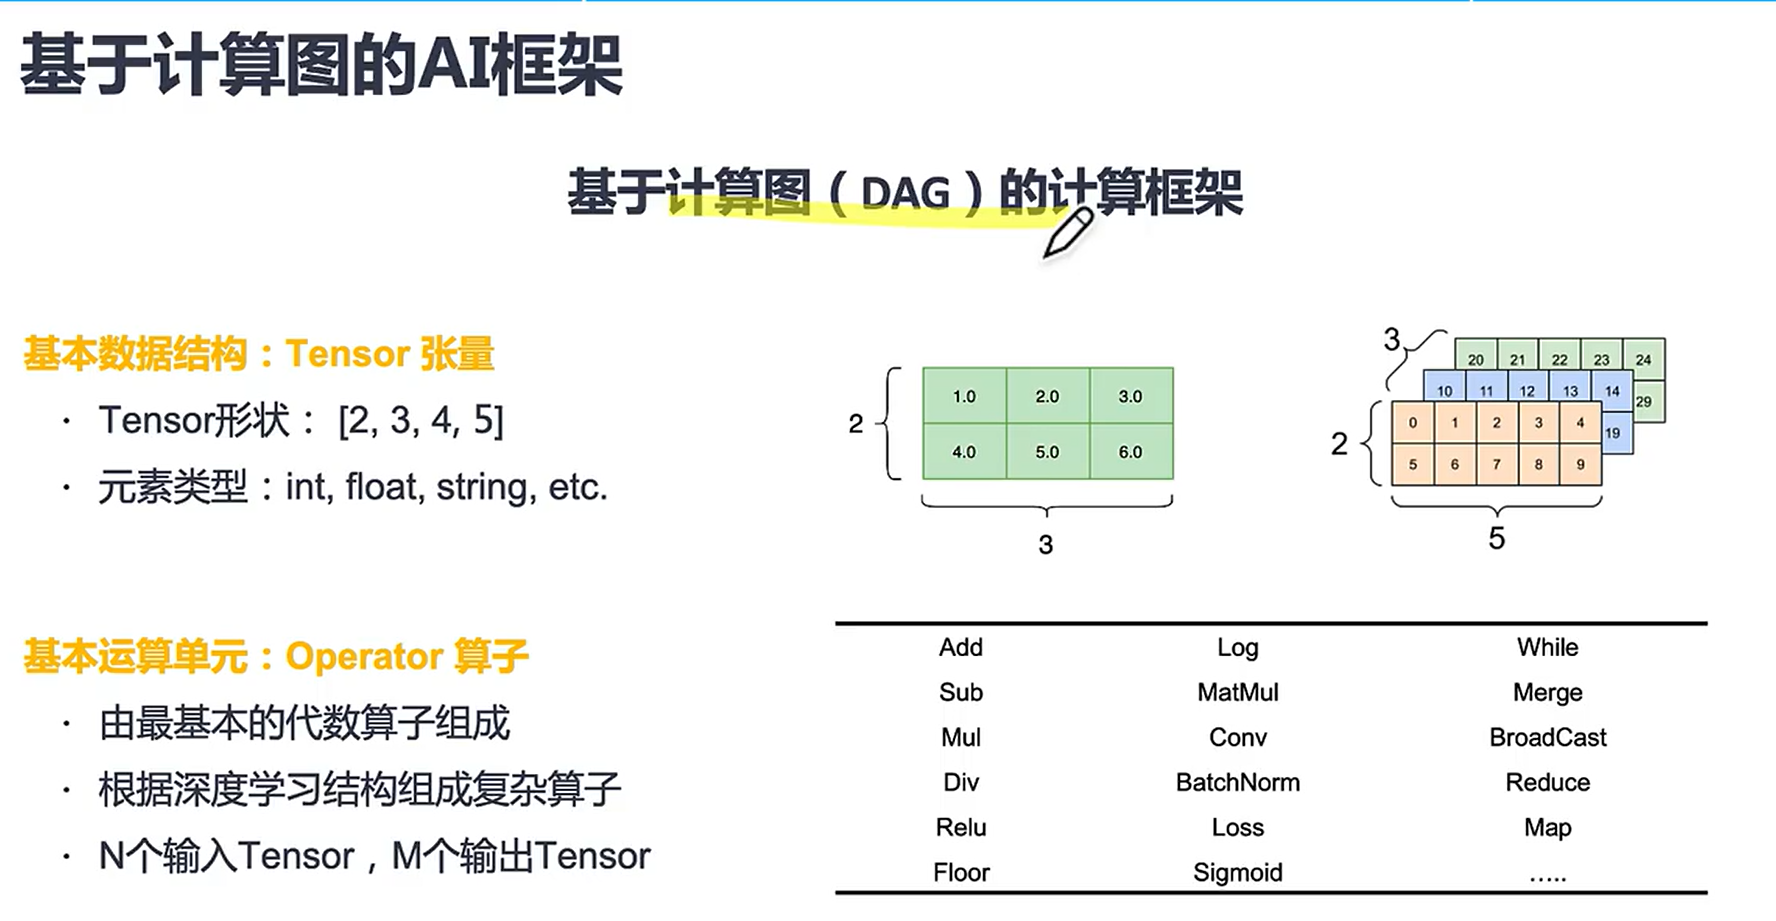 基于计算图的AI框架
基于计算图（DAG）的计算框架
基本数据结构：Tensor 张量
· Tensor形状： [2, 3, 4, 5]
· 元素类型：int, float, string, etc.
2
1.0 2.0 3.0
4.0 5.0 6.0
3
3
20 21 22 23 24
29
10 11 12 13 14
19
2
0 1 2 3 4
5 6 7 8 9
5
基本运算单元：Operator 算子
· 由最基本的代数算子组成
· 根据深度学习结构组成复杂算子
· N个输入Tensor，M个输出Tensor
Add Log While
Sub MatMul Merge
Mul Conv BroadCast
Div BatchNorm Reduce
Relu Loss Map
Floor Sigmoid …..